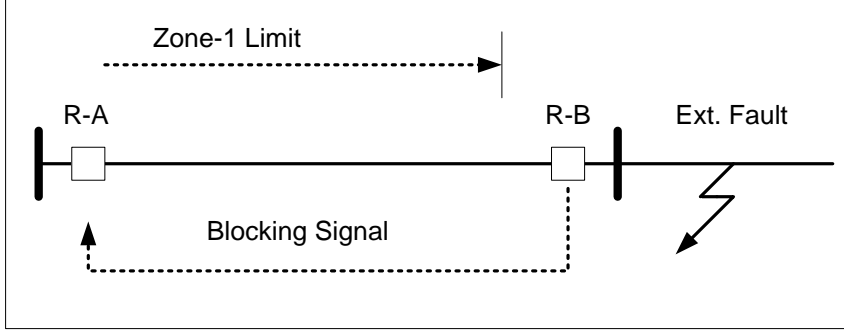 Zone-1 Limit
R-A
R-B
Ext. Fault
Blocking Signal